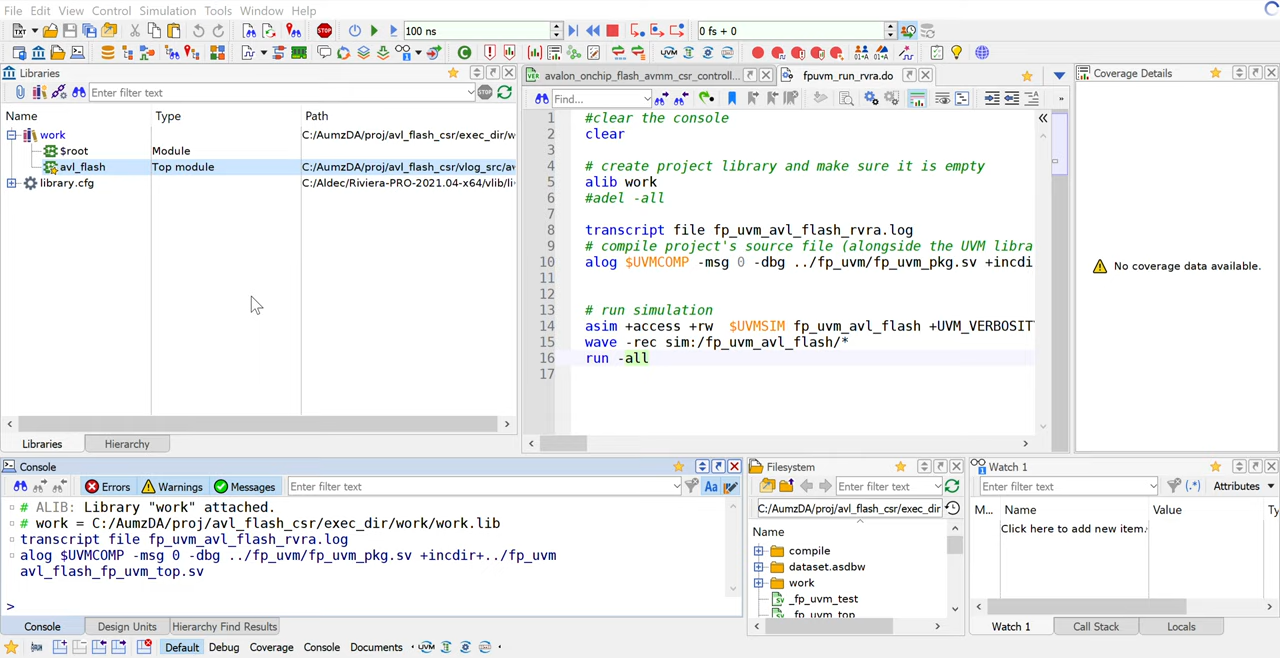 File Edit View Control Simulation Tools Window Help
100 ns
0 fs + 0
Libraries
Enter filter text
Name Type Path
work C:/AumzDA/proj/avl_flash_csr/exec_dir/w
$root Module
avl_flash Top module C:/AumzDA/proj/avl_flash_csr/vlog_src/av
library.cfg C:/Aldec/Riviera-PRO-2021.04-x64/vlib/li
Libraries Hierarchy
avalon_onchip_flash_avmm_csr_controll... fpuvm_run_rvra.do
Find...
1 #clear the console
2 clear
3
4 # create project library and make sure it is empty
5 alib work
6 #adel -all
7
8 transcript file fp_uvm_avl_flash_rvra.log
9 # compile project's source file (alongside the UVM libra
10 alog $UVMCOMP -msg 0 -dbg ../fp_uvm/fp_uvm_pkg.sv +incdi
11
12
13 # run simulation
14 asim +access +rw $UVMSIM fp_uvm_avl_flash +UVM_VERBOSIT
15 wave -rec sim:/fp_uvm_avl_flash/*
16 run -all
17
Coverage Details
No coverage data available.
Console
Errors Warnings Messages Enter filter text Aa
# ALIB: Library "work" attached.
# work = C:/AumzDA/proj/avl_flash_csr/exec_dir/work/work.lib
transcript file fp_uvm_avl_flash_rvra.log
alog $UVMCOMP -msg 0 -dbg ../fp_uvm/fp_uvm_pkg.sv +incdir+../fp_uvm
avl_flash_fp_uvm_top.sv
>
Console Design Units Hierarchy Find Results
Filesystem
Enter filter text
C:/AumzDA/proj/avl_flash_csr/exec_dir
Name
compile
dataset.asdbw
work
_fp_uvm_test
_fp_uvm_top
Watch 1
Enter filter text (.*) Attributes
M... Name Value Ty
Click here to add new item.
Watch 1 Call Stack Locals
Default Debug Coverage Console Documents